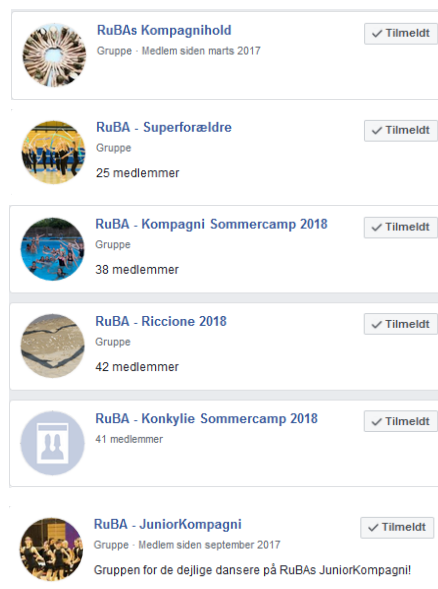 RuBAs Kompagnihold
Tilmeldt
Gruppe · Medlem siden marts 2017
RuBA - Superforældre
Tilmeldt
Gruppe
25 medlemmer
RuBA - Kompagni Sommercamp 2018
Tilmeldt
Gruppe
38 medlemmer
RuBA - Riccione 2018
Tilmeldt
Gruppe
42 medlemmer
RuBA - Konkylie Sommercamp 2018
Tilmeldt
41 medlemmer
RuBA - JuniorKompagni
Tilmeldt
Gruppe · Medlem siden september 2017
Gruppen for de dejlige dansere på RuBAs JuniorKompagni!